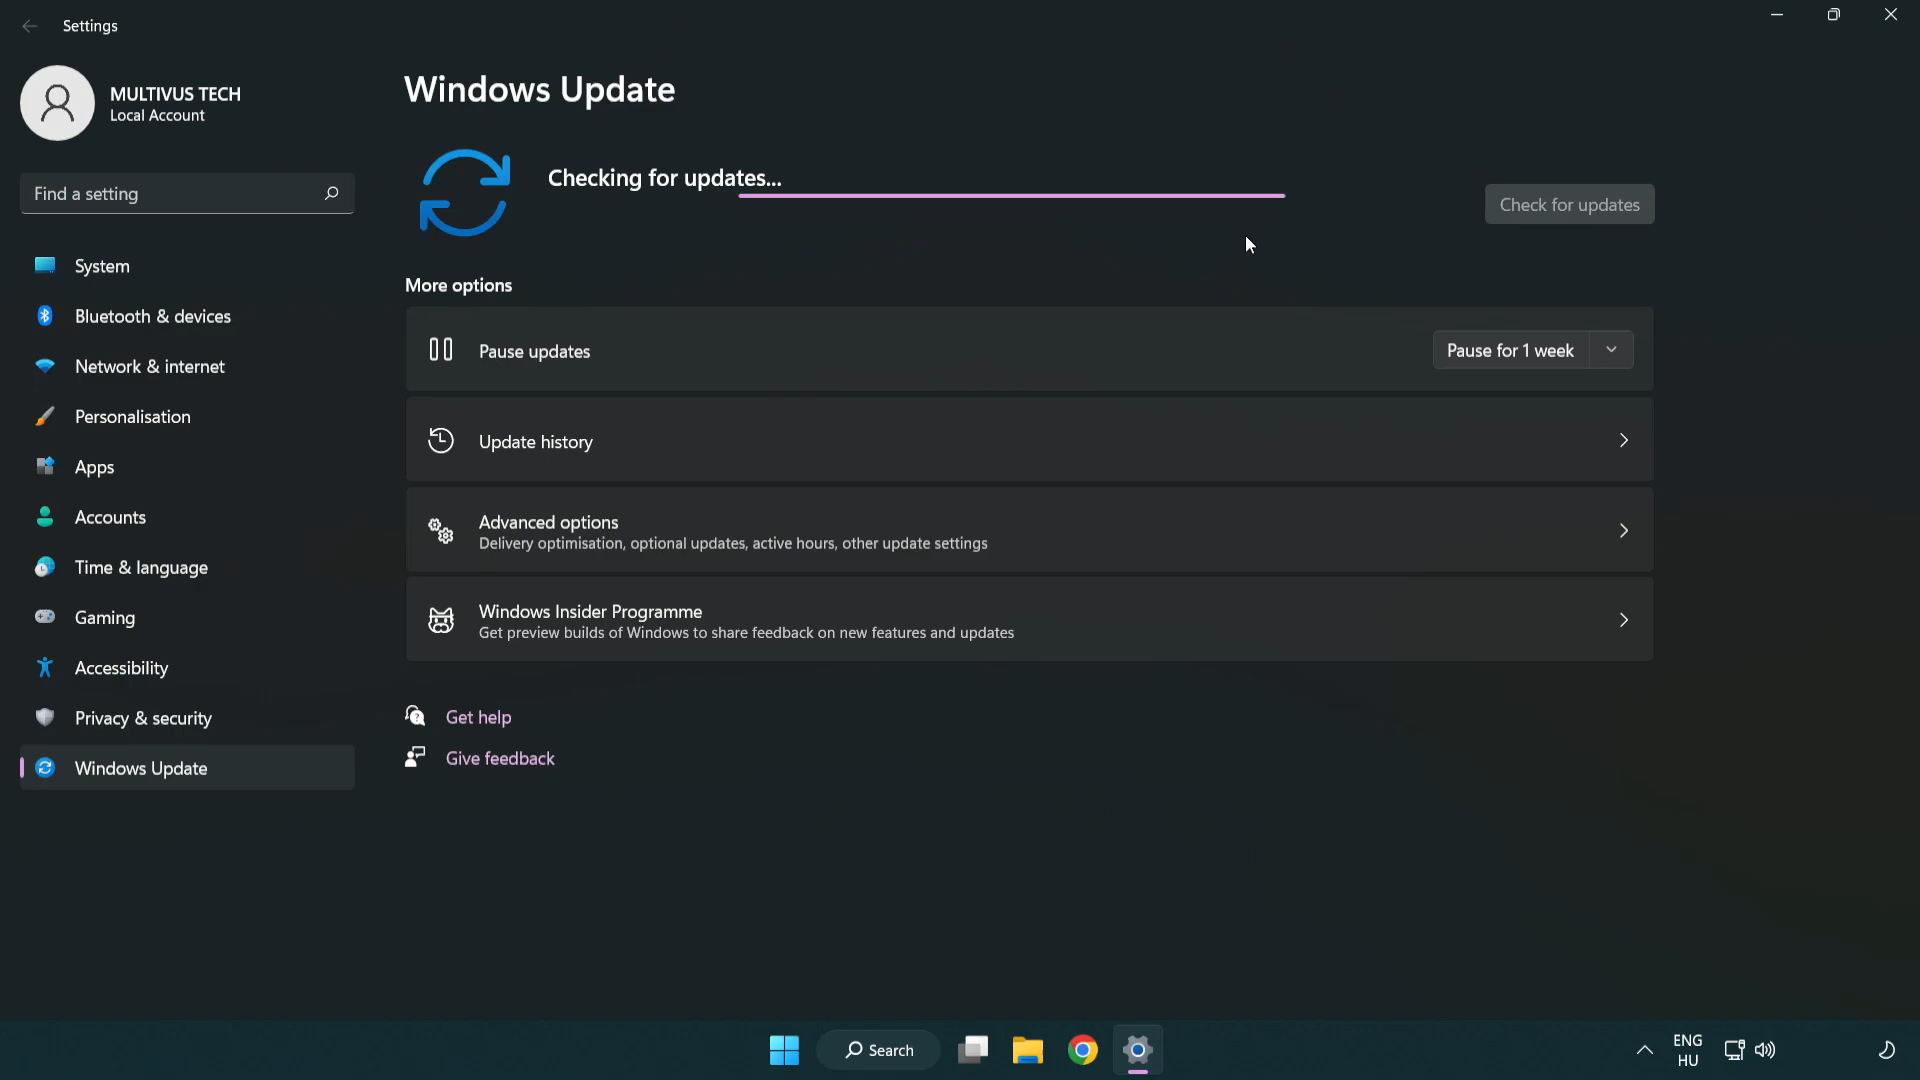 Settings
MULTIVUS TECH
Local Account
Find a setting
System
Bluetooth & devices
Network & internet
Personalisation
Apps
Accounts
Time & language
Gaming
Accessibility
Privacy & security
Windows Update
Windows Update
Checking for updates...
Check for updates
More options
Pause updates
Pause for 1 week
Update history
Advanced options
Delivery optimisation, optional updates, active hours, other update settings
Windows Insider Programme
Get preview builds of Windows to share feedback on new features and updates
Get help
Give feedback
Search
ENG
HU